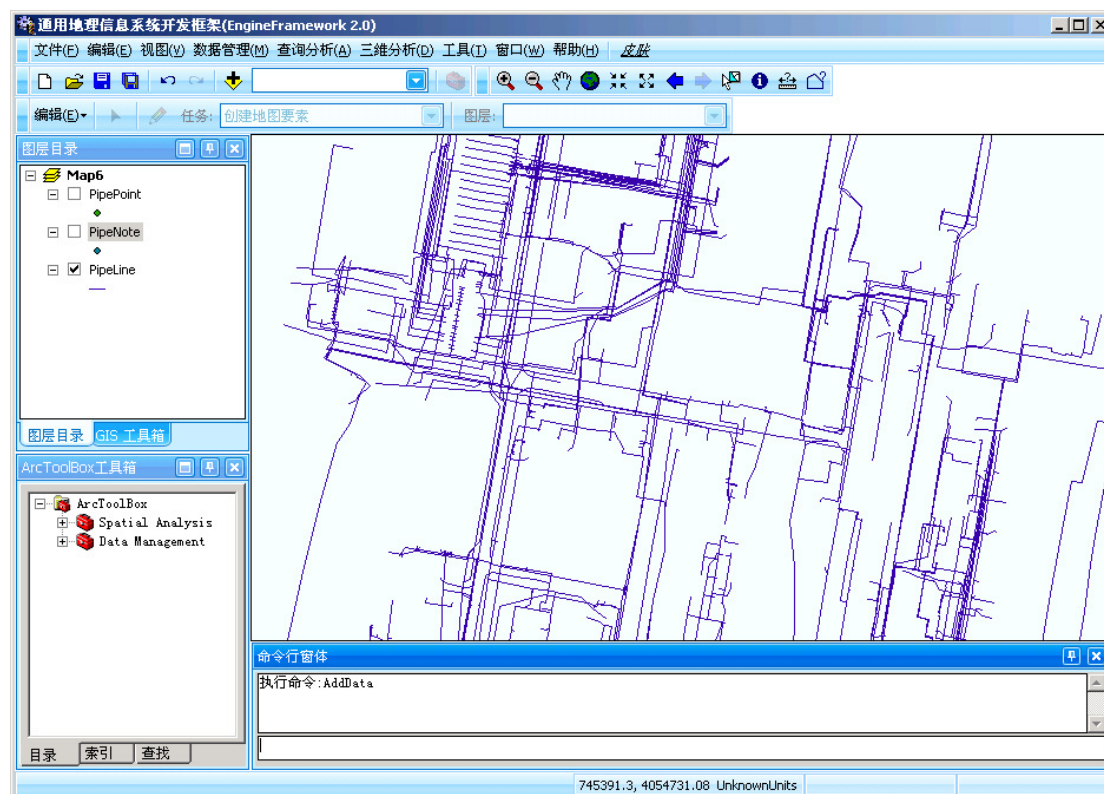 通用地理信息系统开发框架(EngineFramework 2.0)
文件(F) 编辑(E) 视图(V) 数据管理(M) 查询分析(A) 三维分析(D) 工具(T) 窗口(W) 帮助(H) 皮肤
编辑(E) 任务: 创建地图要素 图层:
图层目录
Map6
PipePoint
PipeNote
PipeLine
图层目录 GIS 工具箱
ArcToolBox工具箱
ArcToolBox
Spatial Analysis
Data Management
目录 索引 查找
命令行窗体
执行命令:AddData
745391.3, 4054731.08 UnknownUnits